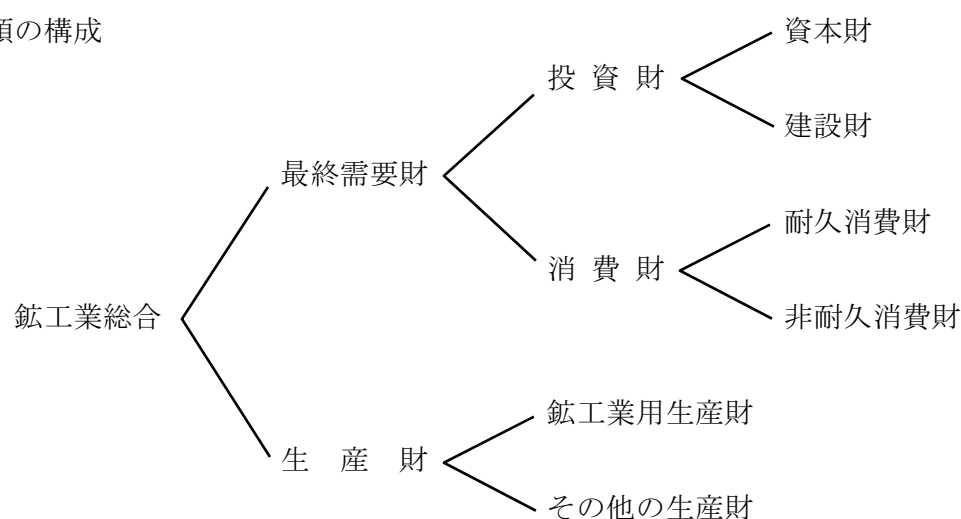 類の構成
資本財
投資財
建設財
最終需要財
耐久消費財
消費財
非耐久消費財
鉱工業総合
鉱工業用生産財
生産財
その他の生産財